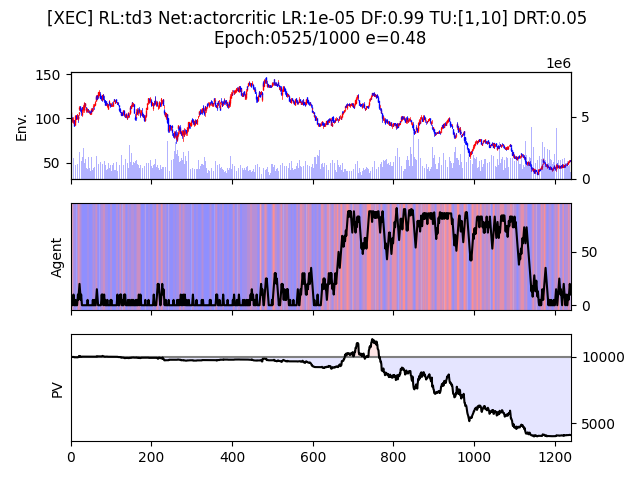 [XEC] RL:td3 Net:actorcritic LR:1e-05 DF:0.99 TU:[1,10] DRT:0.05
Epoch:0525/1000 e=0.48
1e6
150
100
50
Env.
5
0
Agent
50
0
PV
10000
5000
0 200 400 600 800 1000 1200